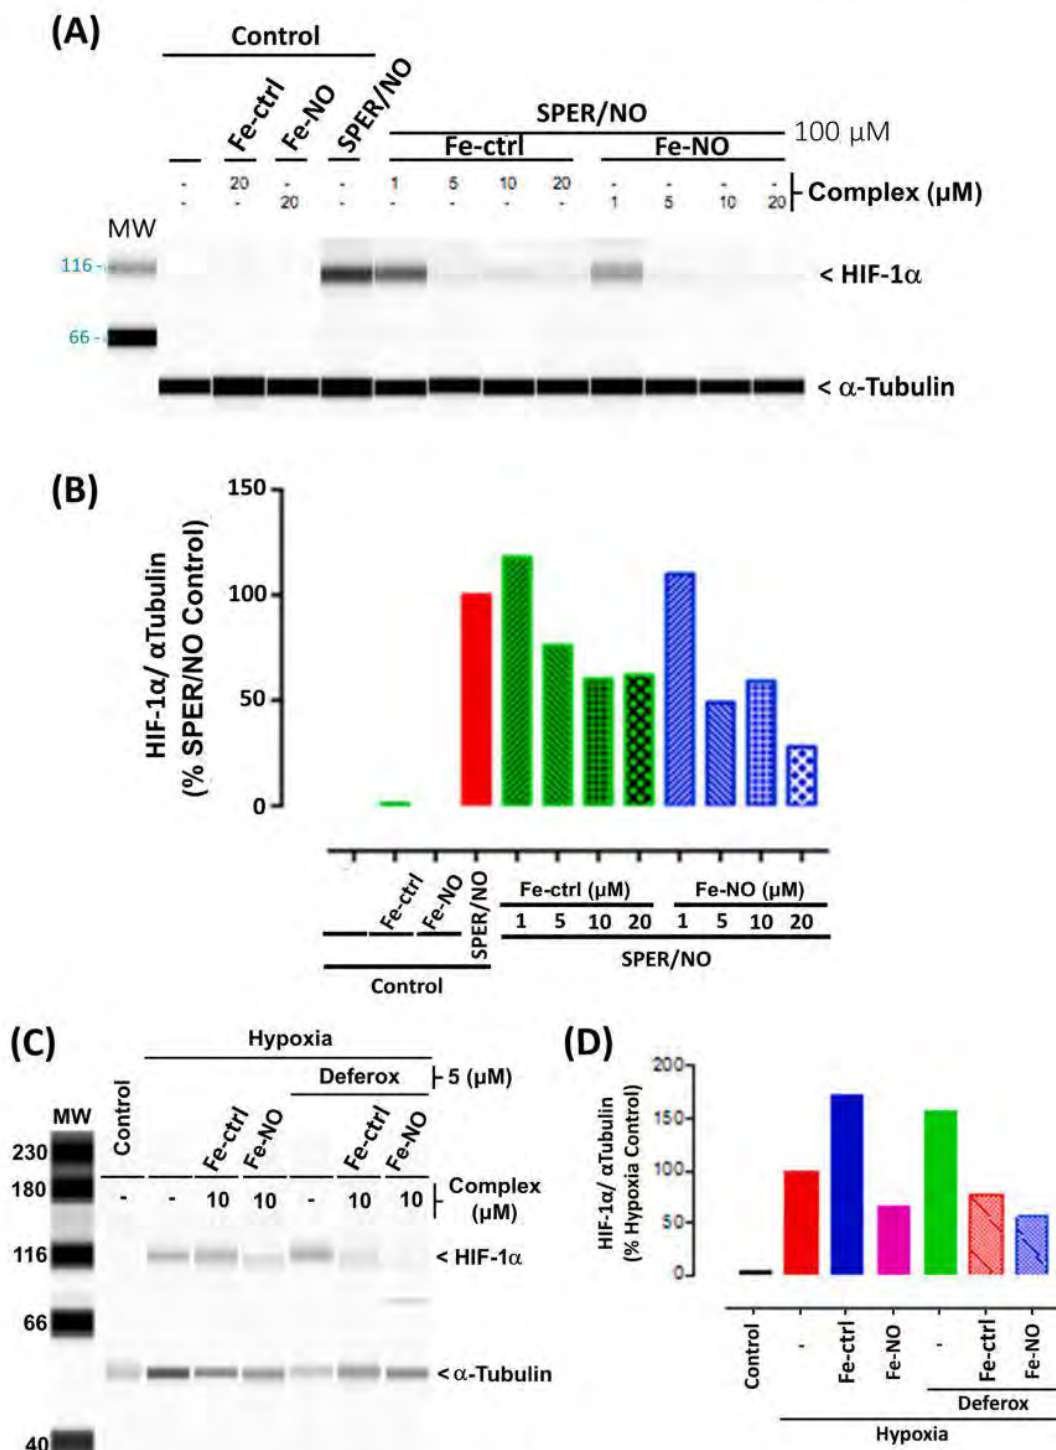 (A)
Control
Fe-ctrl
Fe-NO
SPER/NO
SPER/NO
100 µM
Fe-ctrl
Fe-NO
- 20 - - 1 5 10 20 - - - -
- - 20 - - - - - 1 5 10 20
Complex (µM)
MW
116 -
< HIF-1α
66 -
< α-Tubulin
(B)
HIF-1α/ αTubulin
(% SPER/NO Control)
150
100
50
0
Fe-ctrl
Fe-NO
SPER/NO
Fe-ctrl (µM)
Fe-NO (µM)
1 5 10 20 1 5 10 20
SPER/NO
Control
(C)
Hypoxia
Deferox
5 (µM)
Control
Fe-ctrl
Fe-NO
Fe-ctrl
Fe-NO
MW
- - 10 10 - 10 10
Complex
(µM)
230
180
116
< HIF-1α
66
< α-Tubulin
40
(D)
HIF-1α/ αTubulin
(% Hypoxia Control)
200
150
100
50
0
Control
-
Fe-ctrl
Fe-NO
-
Fe-ctrl
Fe-NO
Deferox
Hypoxia